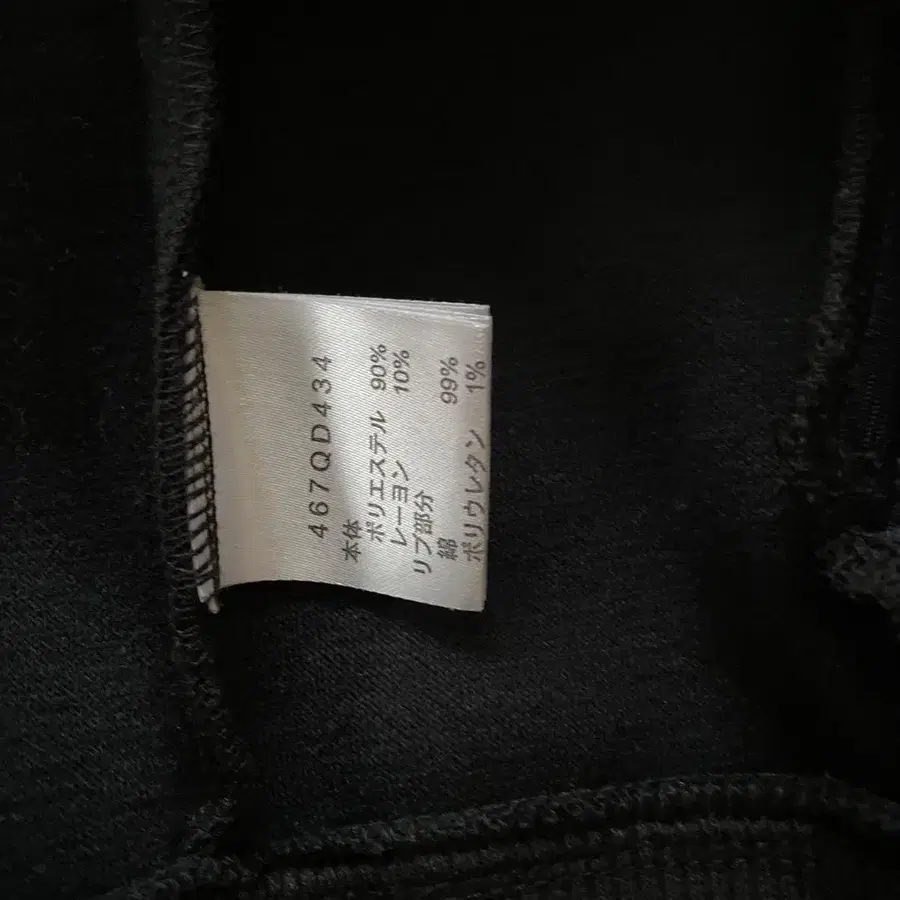 467QD434
本体
ポリエステル 90%
レーヨン 10%
リブ部分
綿 99%
ポリウレタン 1%